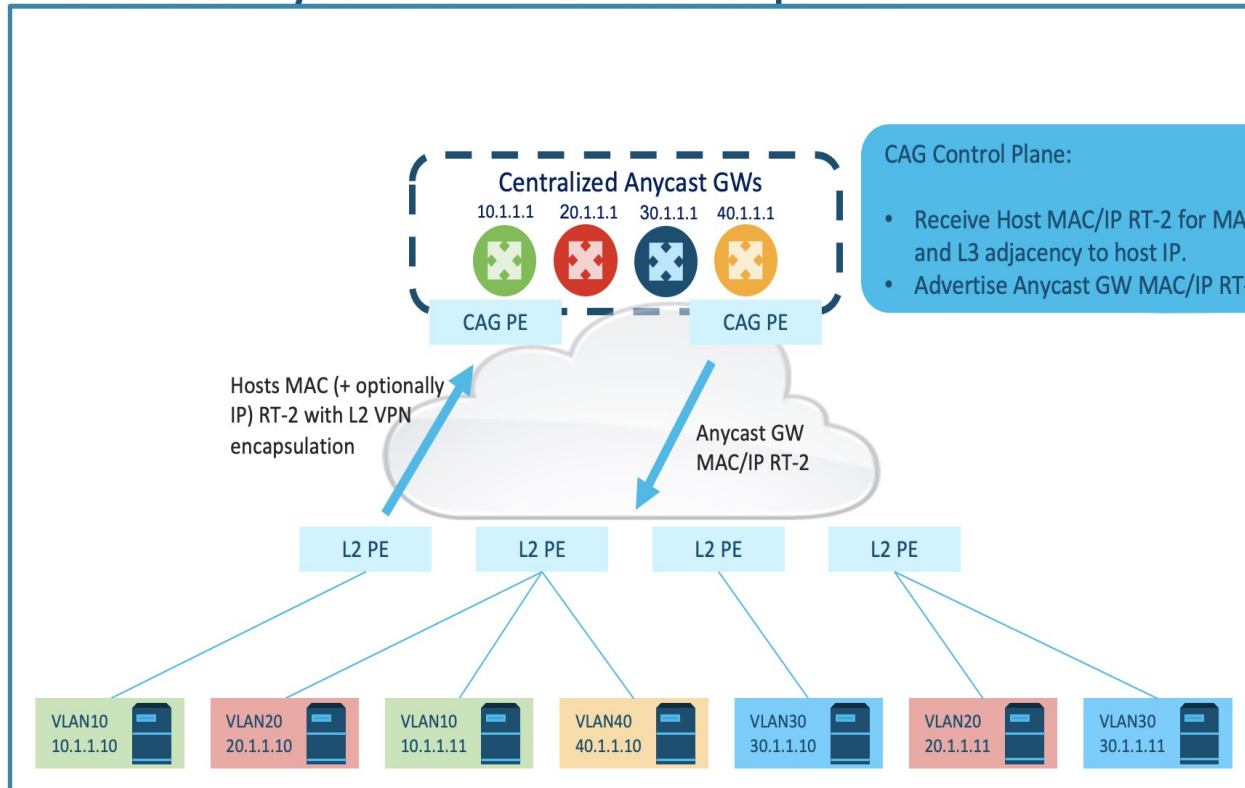 Centralized Anycast GWs
10.1.1.1 20.1.1.1 30.1.1.1 40.1.1.1
CAG PE
CAG PE
CAG Control Plane:
• Receive Host MAC/IP RT-2 for
and L3 adjacency to host IP.
• Advertise Anycast GW MAC/IP
Hosts MAC (+ optionally
IP) RT-2 with L2 VPN
encapsulation
Anycast GW
MAC/IP RT-2
L2 PE
L2 PE
L2 PE
L2 PE
VLAN10
10.1.1.10
VLAN20
20.1.1.10
VLAN10
10.1.1.11
VLAN40
40.1.1.10
VLAN30
30.1.1.10
VLAN20
20.1.1.11
VLAN30
30.1.1.11